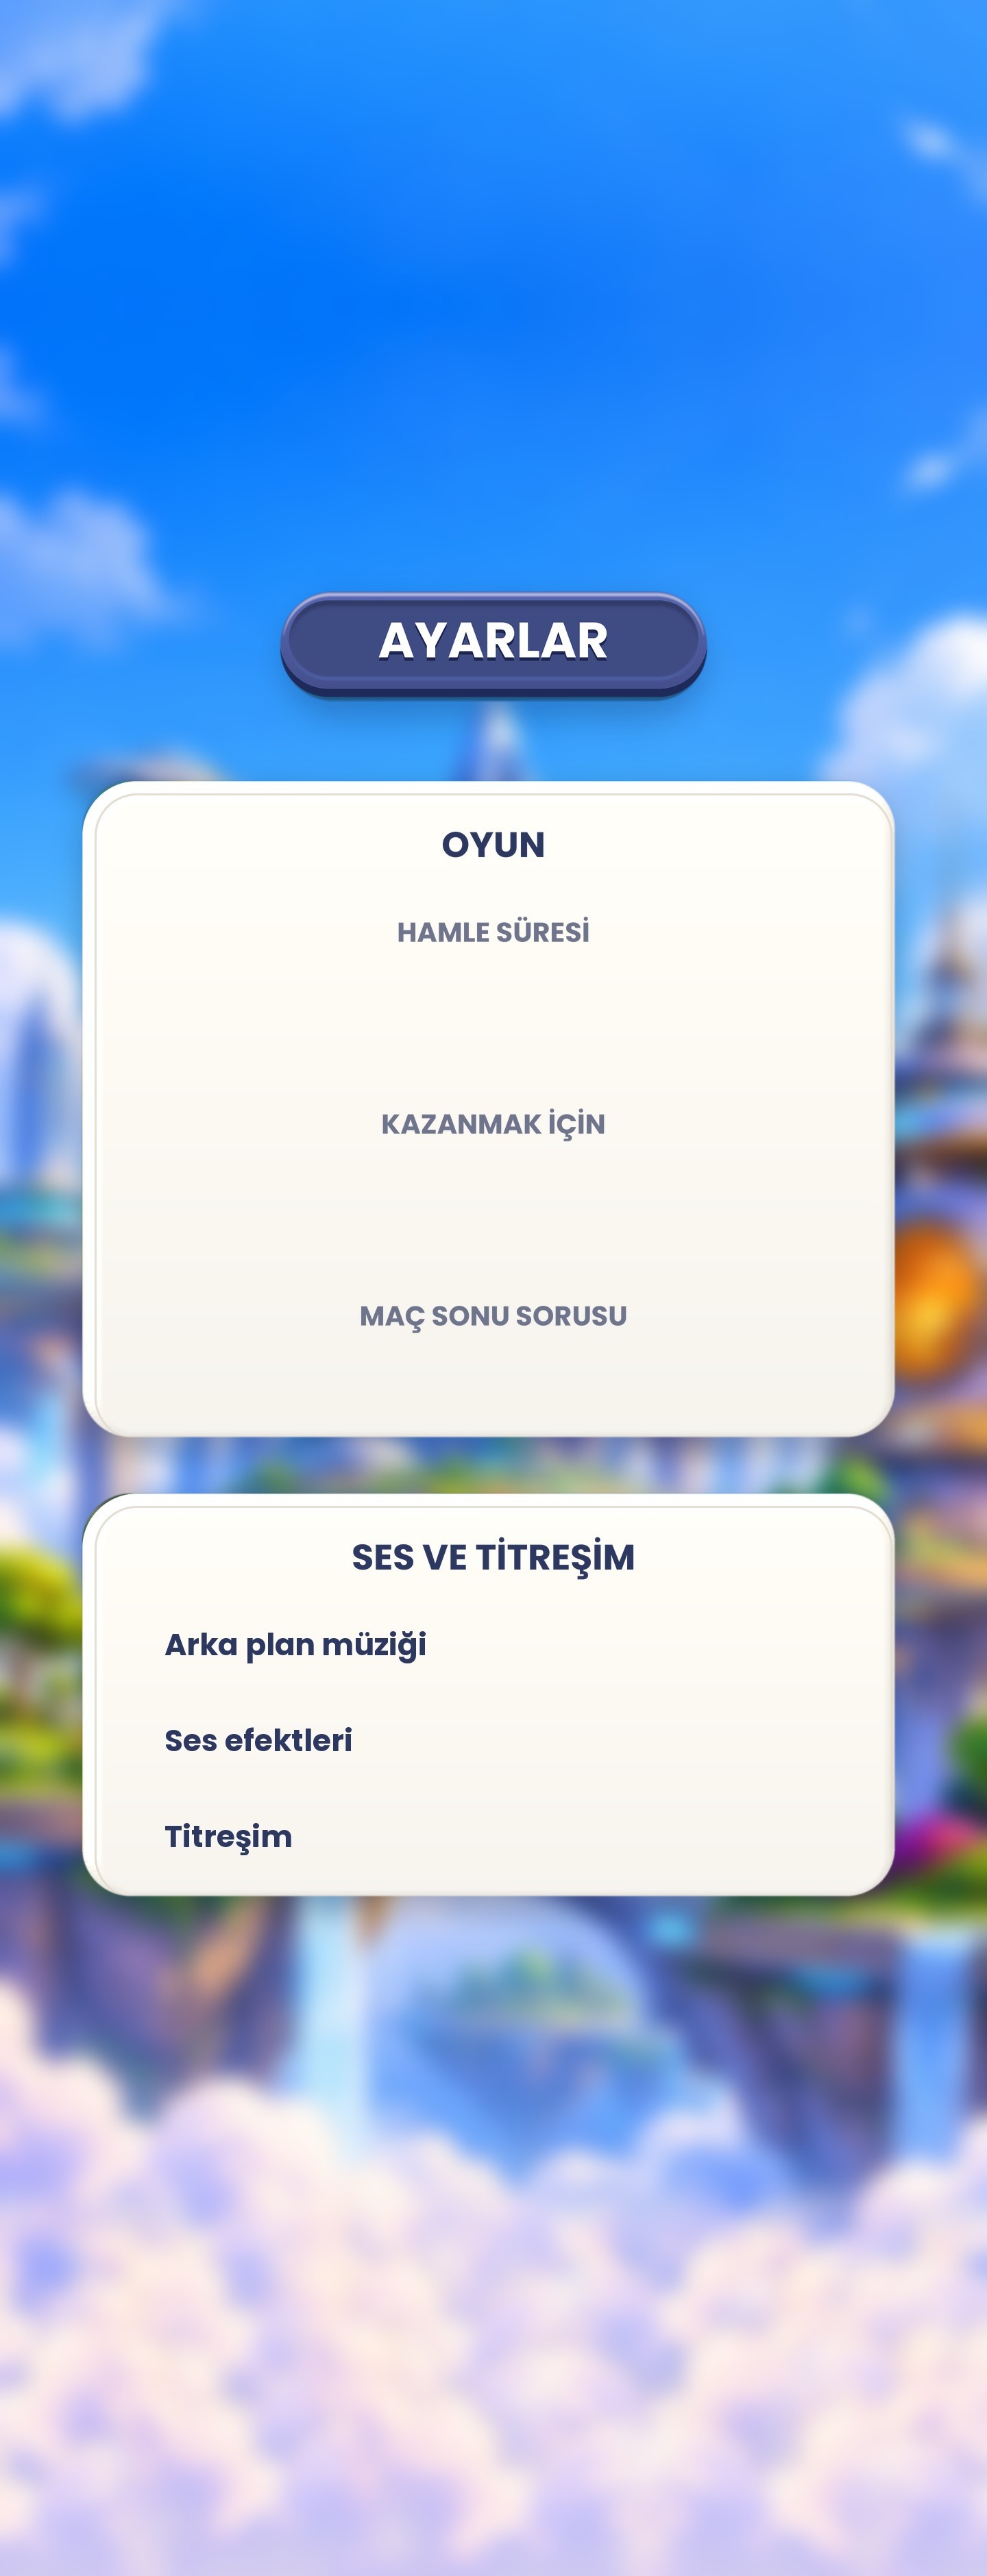 AYARLAR
OYUN
HAMLE SÜRESİ
KAZANMAK İÇİN
MAÇ SONU SORUSU
SES VE TİTREŞİM
Arka plan müziği
Ses efektleri
Titreşim